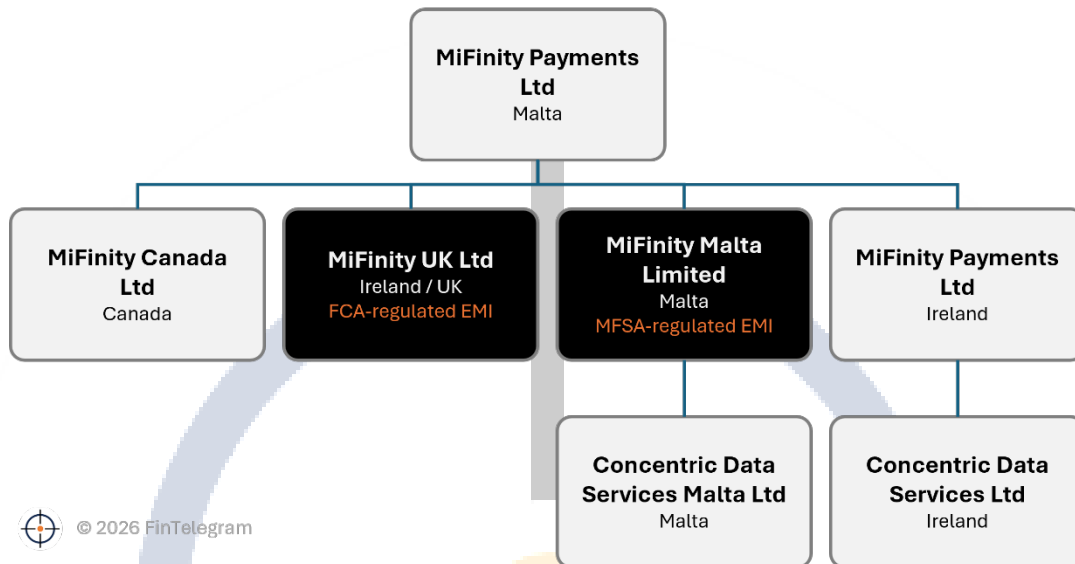 MiFinity Payments
Ltd
Malta
MiFinity Canada
Ltd
Canada
MiFinity UK Ltd
Ireland / UK
FCA-regulated EMI
MiFinity Malta
Limited
Malta
MFSA-regulated EMI
MiFinity Payments
Ltd
Ireland
Concentric Data
Services Malta Ltd
Malta
Concentric Data
Services Ltd
Ireland
© 2026 FinTelegram